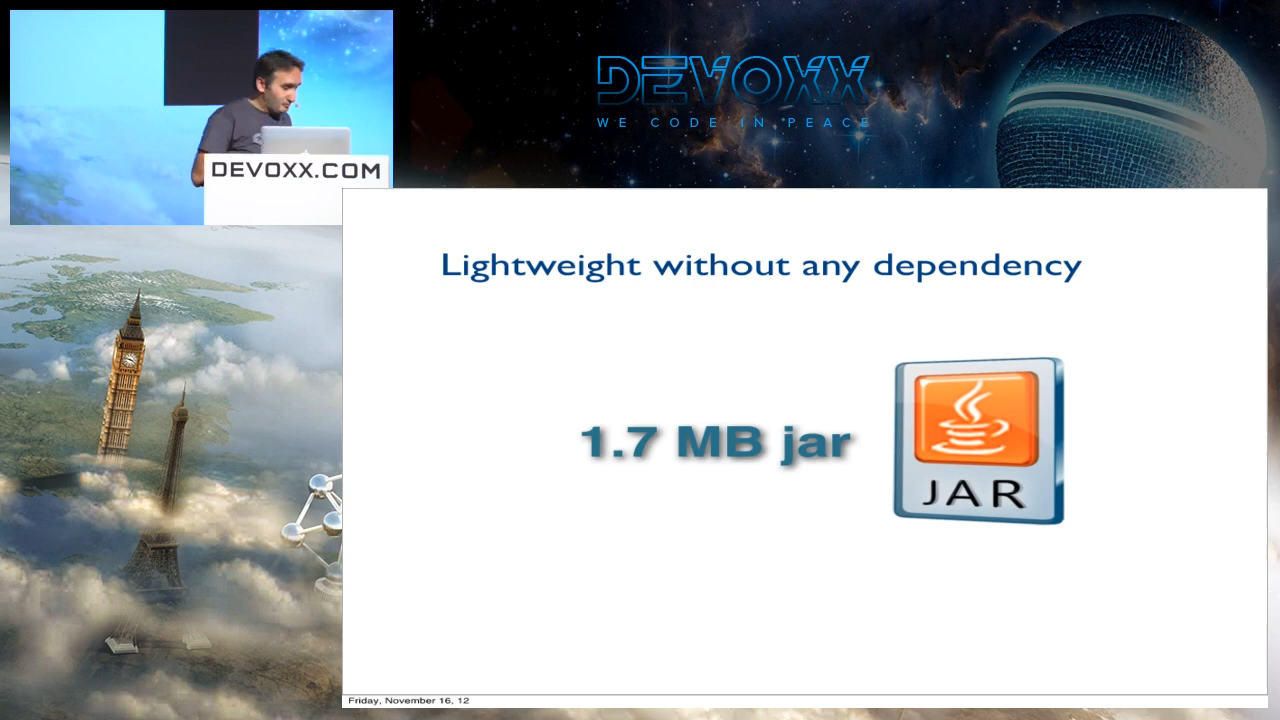 DEVOXX
WE CODE IN PEACE
DEVOXX.COM
Lightweight without any dependency
1.7 MB jar
JAR
Friday, November 16, 12